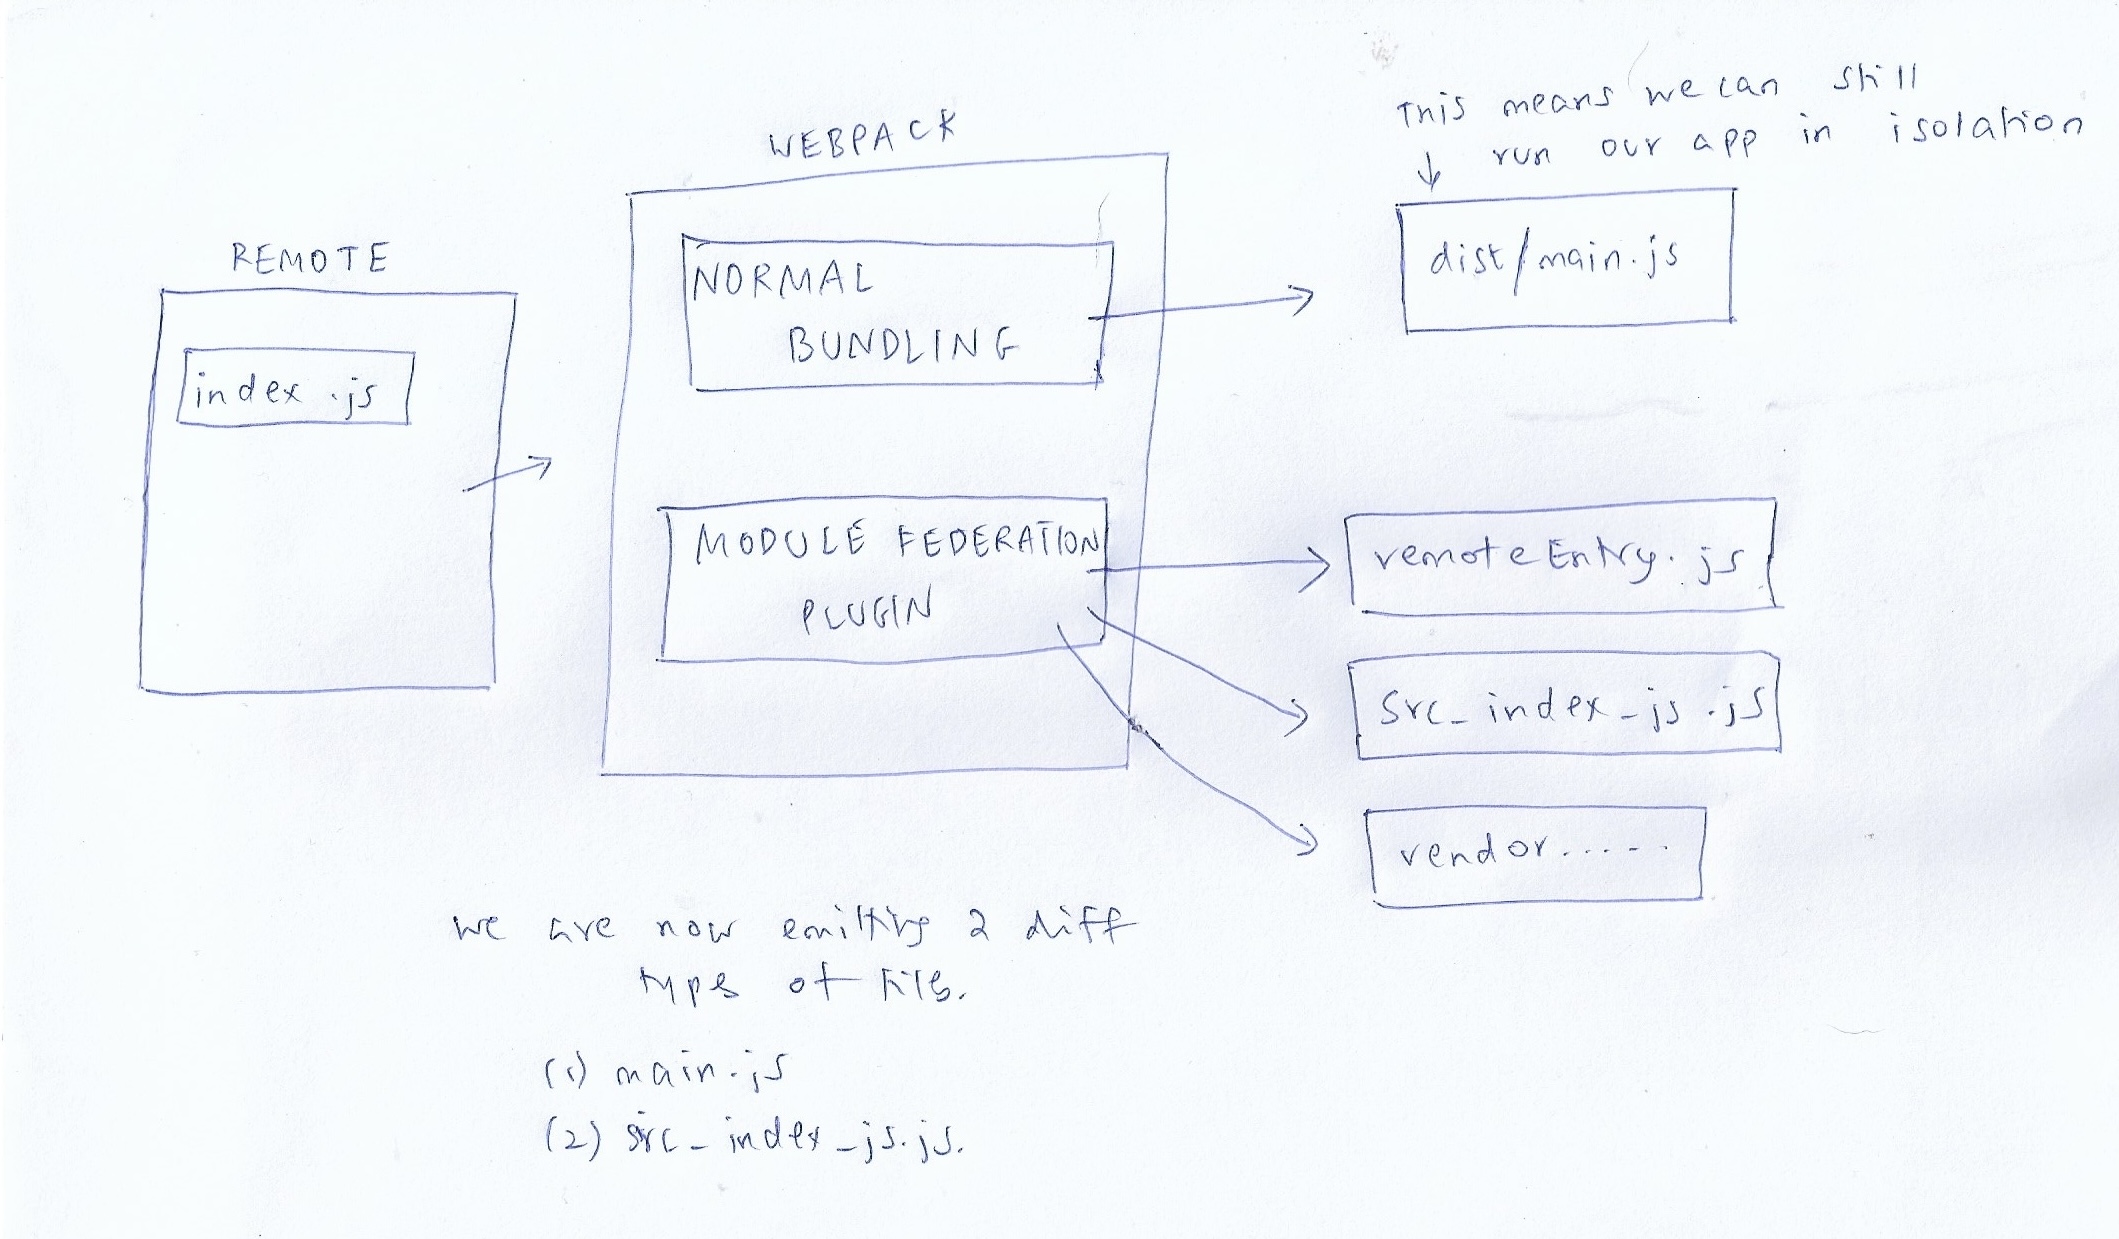 This means we can still
run our app in isolation
WEBPACK
REMOTE
index.js
NORMAL
BUNDLING
dist/main.js
MODULE FEDERATION
PLUGIN
remoteEntry.js
src_index_js.js
vendor.....
we are now emitting 2 diff
types of files.
(1) main.js
(2) src_index_js.js.